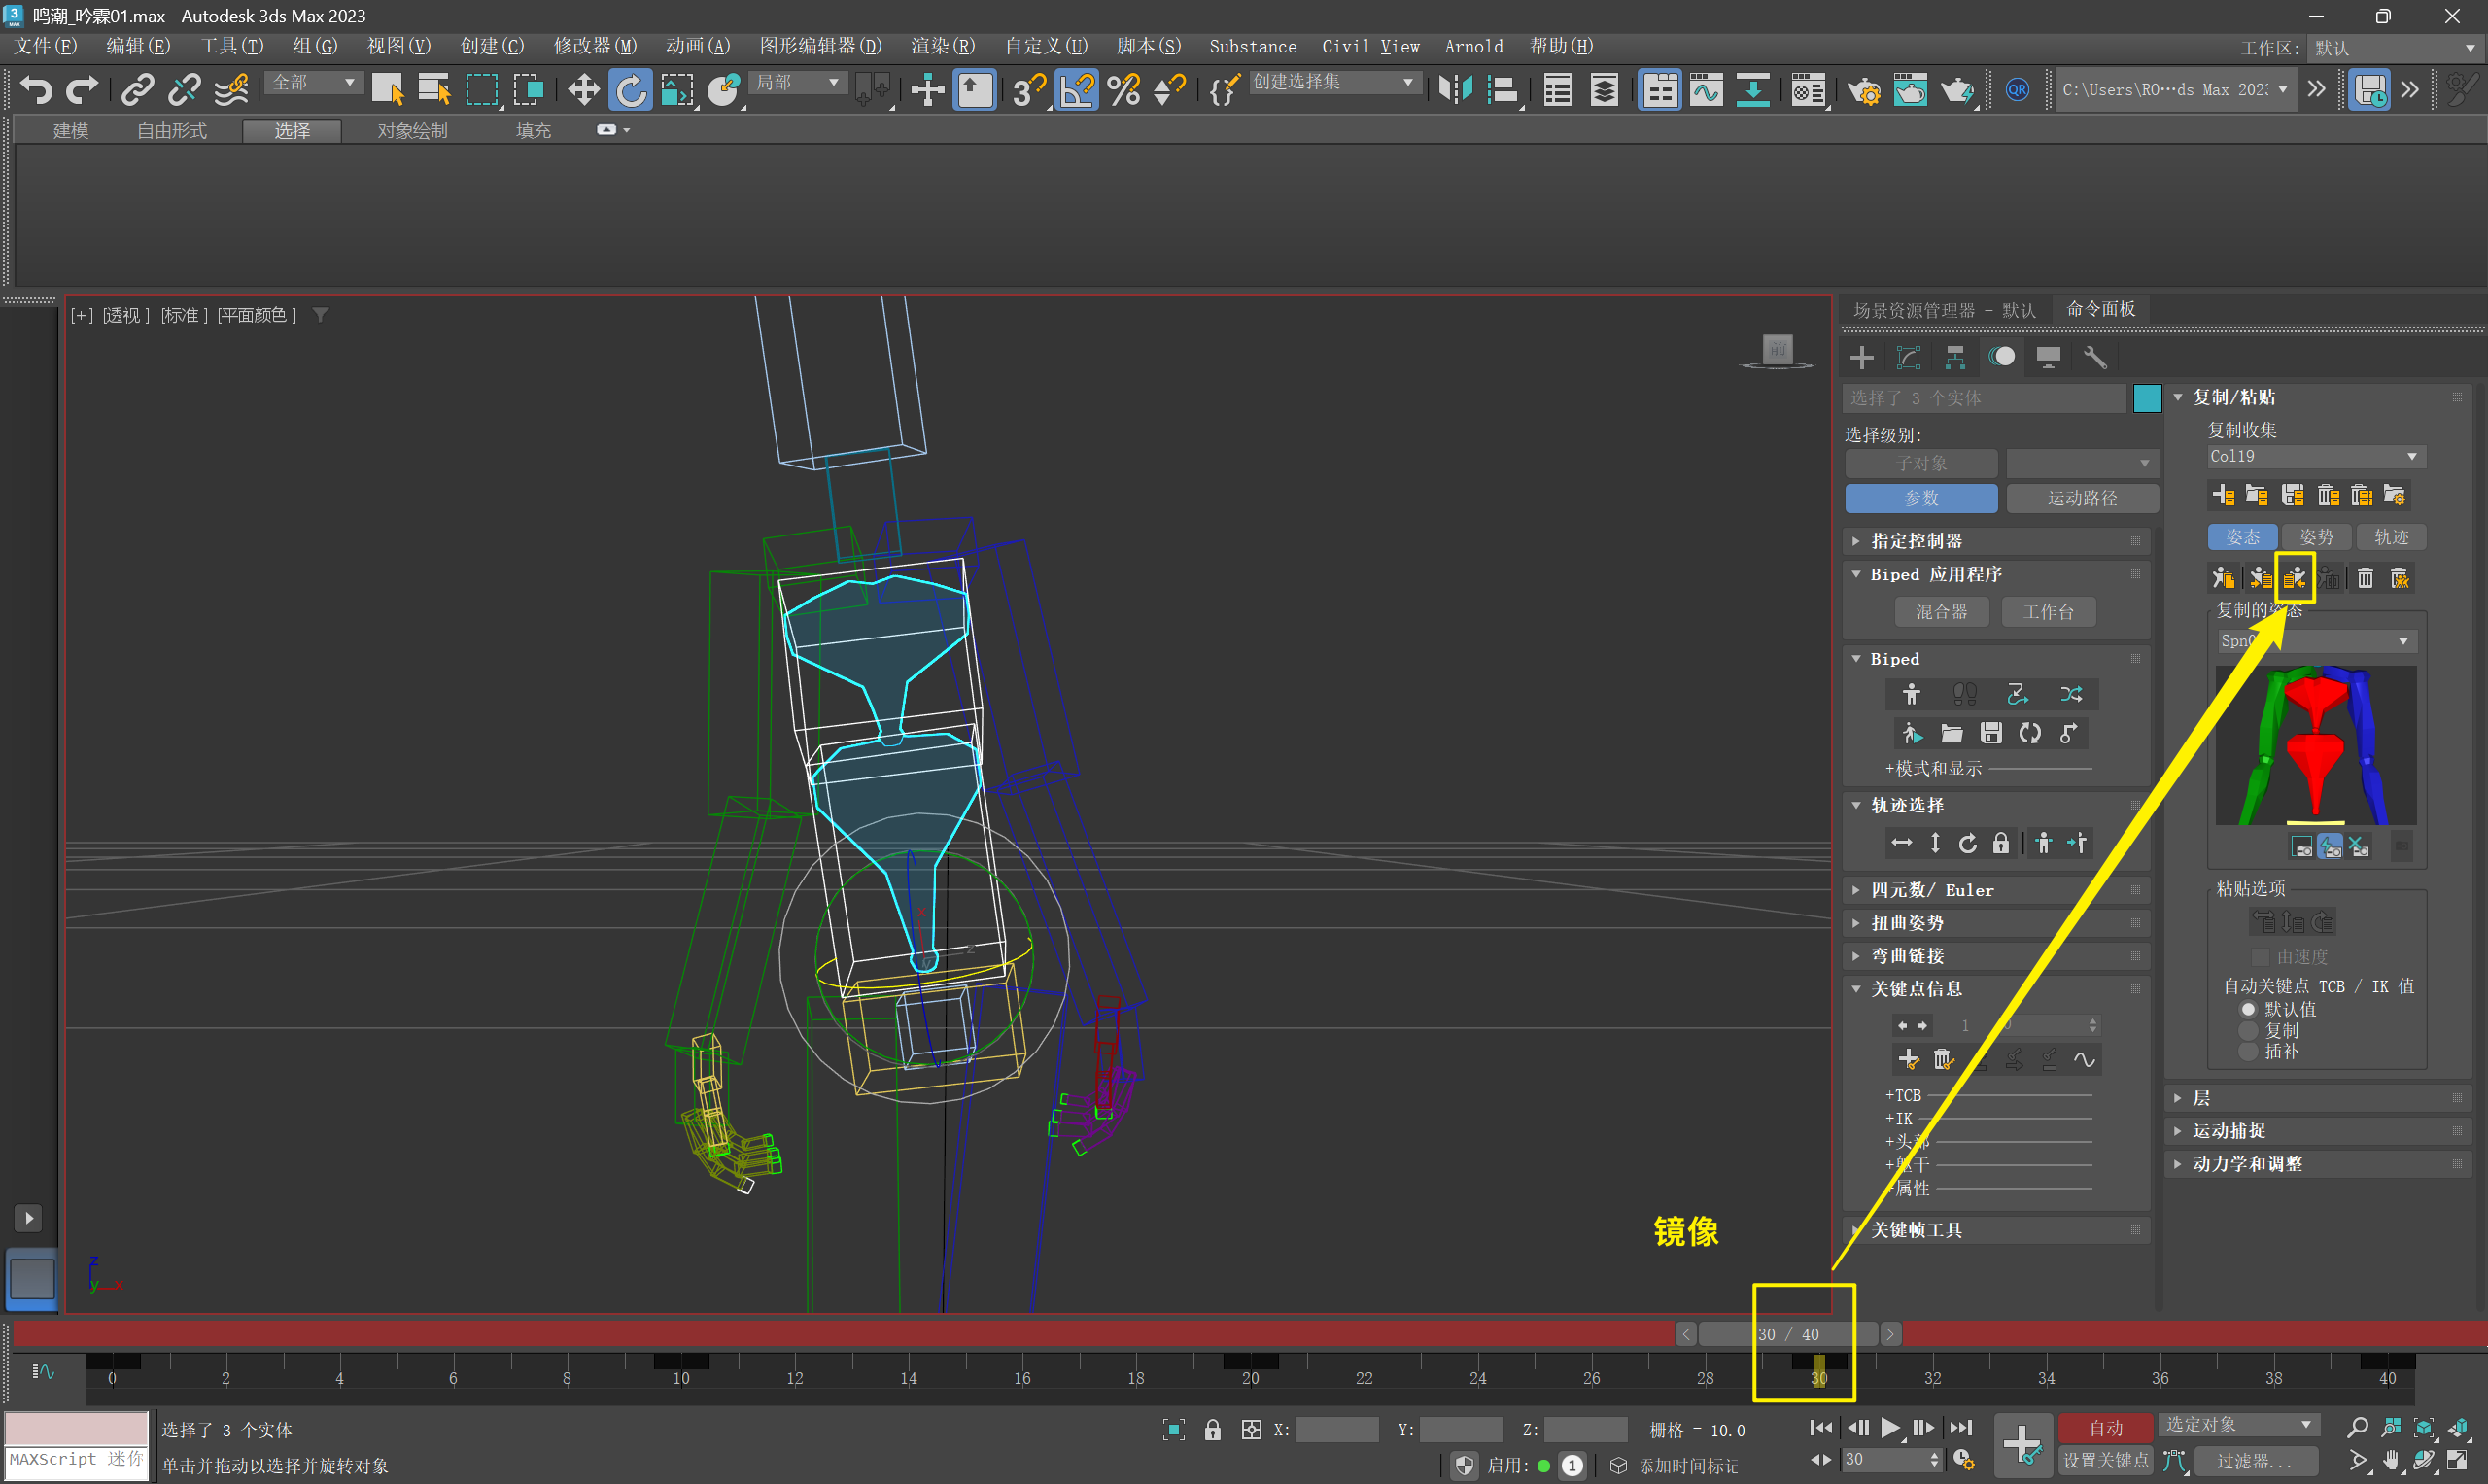 鸣潮_吟霖01.max - Autodesk 3ds Max 2023
文件(F) 编辑(E) 工具(T) 组(G) 视图(V) 创建(C) 修改器(M) 动画(A) 图形编辑器(D) 渲染(R) 自定义(U) 脚本(S) Substance Civil View Arnold 帮助(H)
工作区: 默认
全部 局部 创建选择集 C:\Users\RO…ds Max 202
建模 自由形式 选择 对象绘制 填充
[+] [透视] [标准] [平面颜色]
场景资源管理器 - 默认 命令面板
选择了 3 个实体
选择级别:
子对象
参数 运动路径
指定控制器
Biped 应用程序
混合器 工作台
Biped
+模式和显示
轨迹选择
四元数/ Euler
扭曲姿势
弯曲链接
关键点信息
1
+TCB
+IK
+头部
+躯干
+属性
关键帧工具
复制/粘贴
复制收集
Col19
姿态 姿势 轨迹
复制的姿态
Spn
粘贴选项
由速度
自动关键点 TCB / IK 值
默认值
复制
插补
层
运动捕捉
动力学和调整
镜像
z
y x
30 / 40
0 2 4 6 8 10 12 14 16 18 20 22 24 26 28 30 32 34 36 38 40
选择了 3 个实体 X: Y: Z: 栅格 = 10.0
自动 选定对象
MAXScript 迷你
单击并拖动以选择并旋转对象 启用: 1 添加时间标记 30
设置关键点 过滤器...